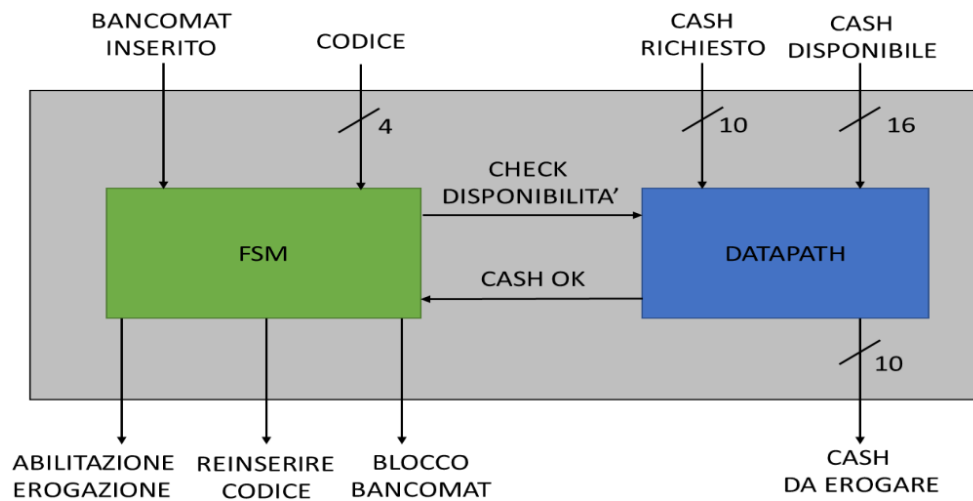 BANCOMAT
INSERITO
CODICE
CASH
RICHIESTO
CASH
DISPONIBILE
4
10
16
CHECK
DISPONIBILITA’
FSM
DATAPATH
CASH OK
10
ABILITAZIONE
EROGAZIONE
REINSERIRE
CODICE
BLOCCO
BANCOMAT
CASH
DA EROGARE